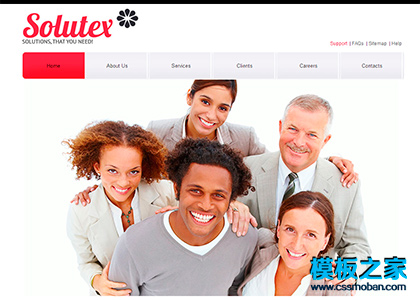 Solutex
SOLUTIONS, THAT YOU NEED!
Support | FAQs | Sitemap | Help
Home
About Us
Services
Clients
Careers
Contacts
模板之家
www.cssmoban.com